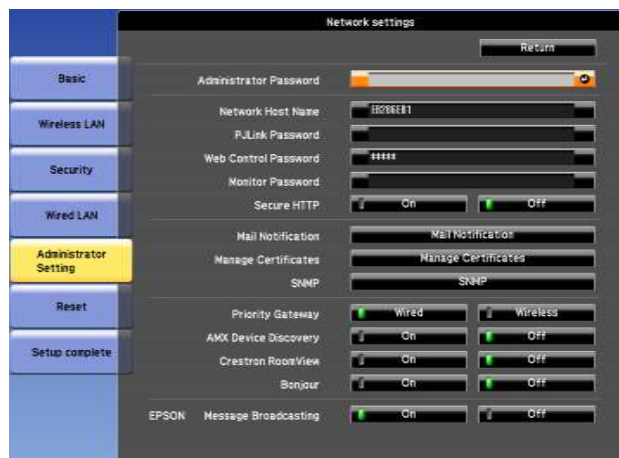 Network settings
Return
Basic
Wireless LAN
Security
Wired LAN
Administrator
Setting
Reset
Setup complete
Administrator Password
Network Host Name EB286EB1
PJLink Password
Web Control Password *****
Monitor Password
Secure HTTP On Off
Mail Notification Mail Notification
Manage Certificates Manage Certificates
SNMP SNMP
Priority Gateway Wired Wireless
AMX Device Discovery On Off
Crestron RoomView On Off
Bonjour On Off
EPSON Message Broadcasting On Off